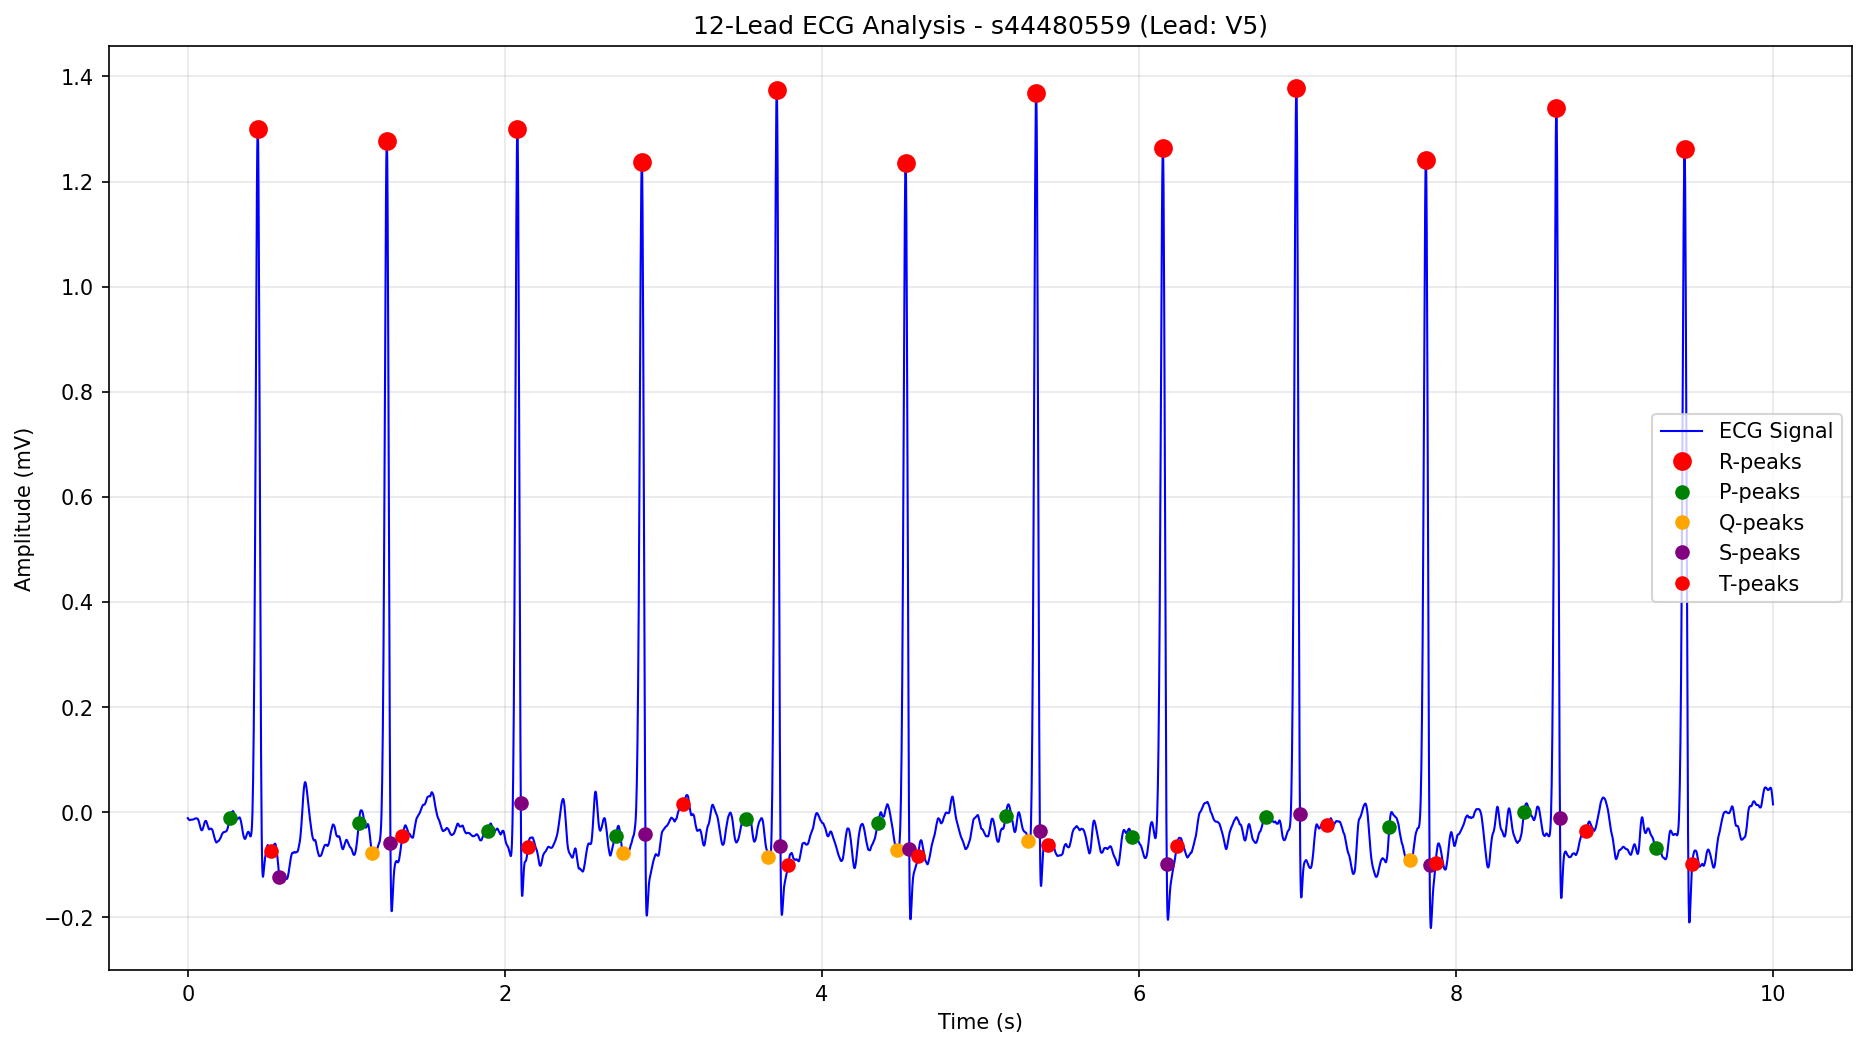 12-Lead ECG Analysis - s44480559 (Lead: V5)
Amplitude (mV)
1.4
1.2
1.0
0.8
0.6
0.4
0.2
0.0
−0.2
ECG Signal
R-peaks
P-peaks
Q-peaks
S-peaks
T-peaks
0 2 4 6 8 10
Time (s)